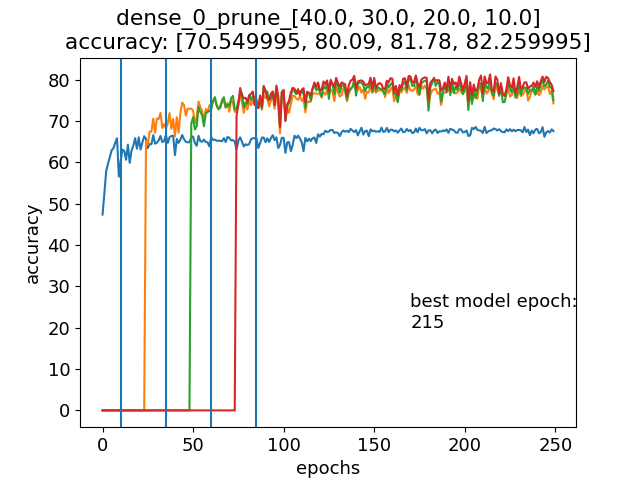 dense_0_prune_[40.0, 30.0, 20.0, 10.0]
accuracy: [70.549995, 80.09, 81.78, 82.259995]
80
70
60
50
40
30
20
10
0
accuracy
best model epoch:
215
0 50 100 150 200 250
epochs